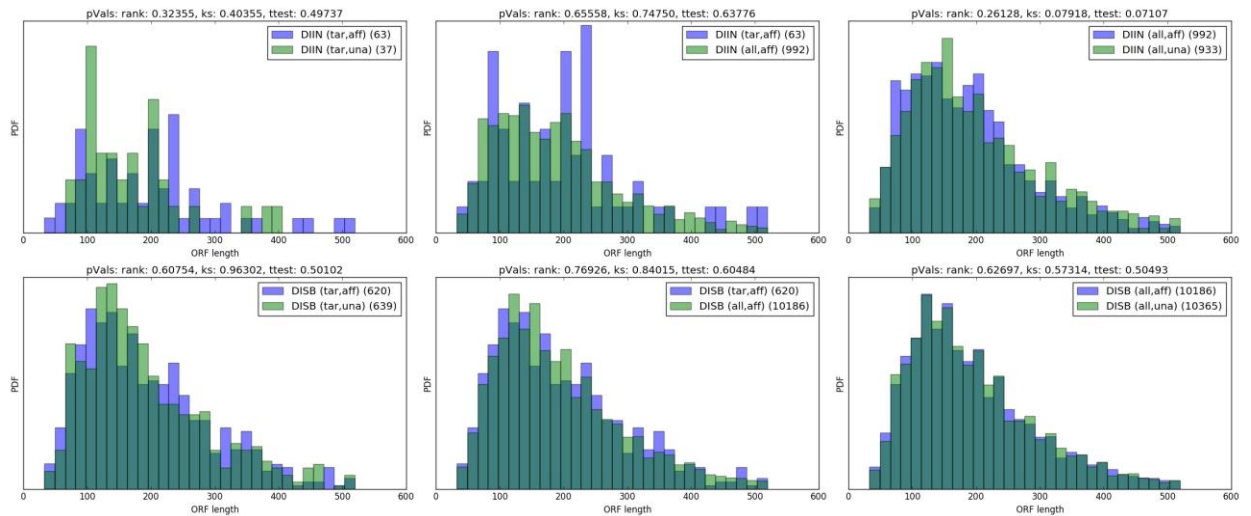 pVals: rank: 0.32355, ks: 0.40355, ttest: 0.49737
DIIN (tar,aff) (63)
DIIN (tar,una) (37)
PDF
0 100 200 300 400 500 600
ORF length
pVals: rank: 0.65558, ks: 0.74750, ttest: 0.63776
DIIN (tar,aff) (63)
DIIN (all,aff) (992)
PDF
0 100 200 300 400 500 600
ORF length
pVals: rank: 0.26128, ks: 0.07918, ttest: 0.07107
DIIN (all,aff) (992)
DIIN (all,una) (933)
PDF
0 100 200 300 400 500 600
ORF length
pVals: rank: 0.60754, ks: 0.96302, ttest: 0.50102
DISB (tar,aff) (620)
DISB (tar,una) (639)
PDF
0 100 200 300 400 500 600
ORF length
pVals: rank: 0.76926, ks: 0.84015, ttest: 0.60484
DISB (tar,aff) (620)
DISB (all,aff) (10186)
PDF
0 100 200 300 400 500 600
ORF length
pVals: rank: 0.62697, ks: 0.57314, ttest: 0.50493
DISB (all,aff) (10186)
DISB (all,una) (10365)
PDF
0 100 200 300 400 500 600
ORF length